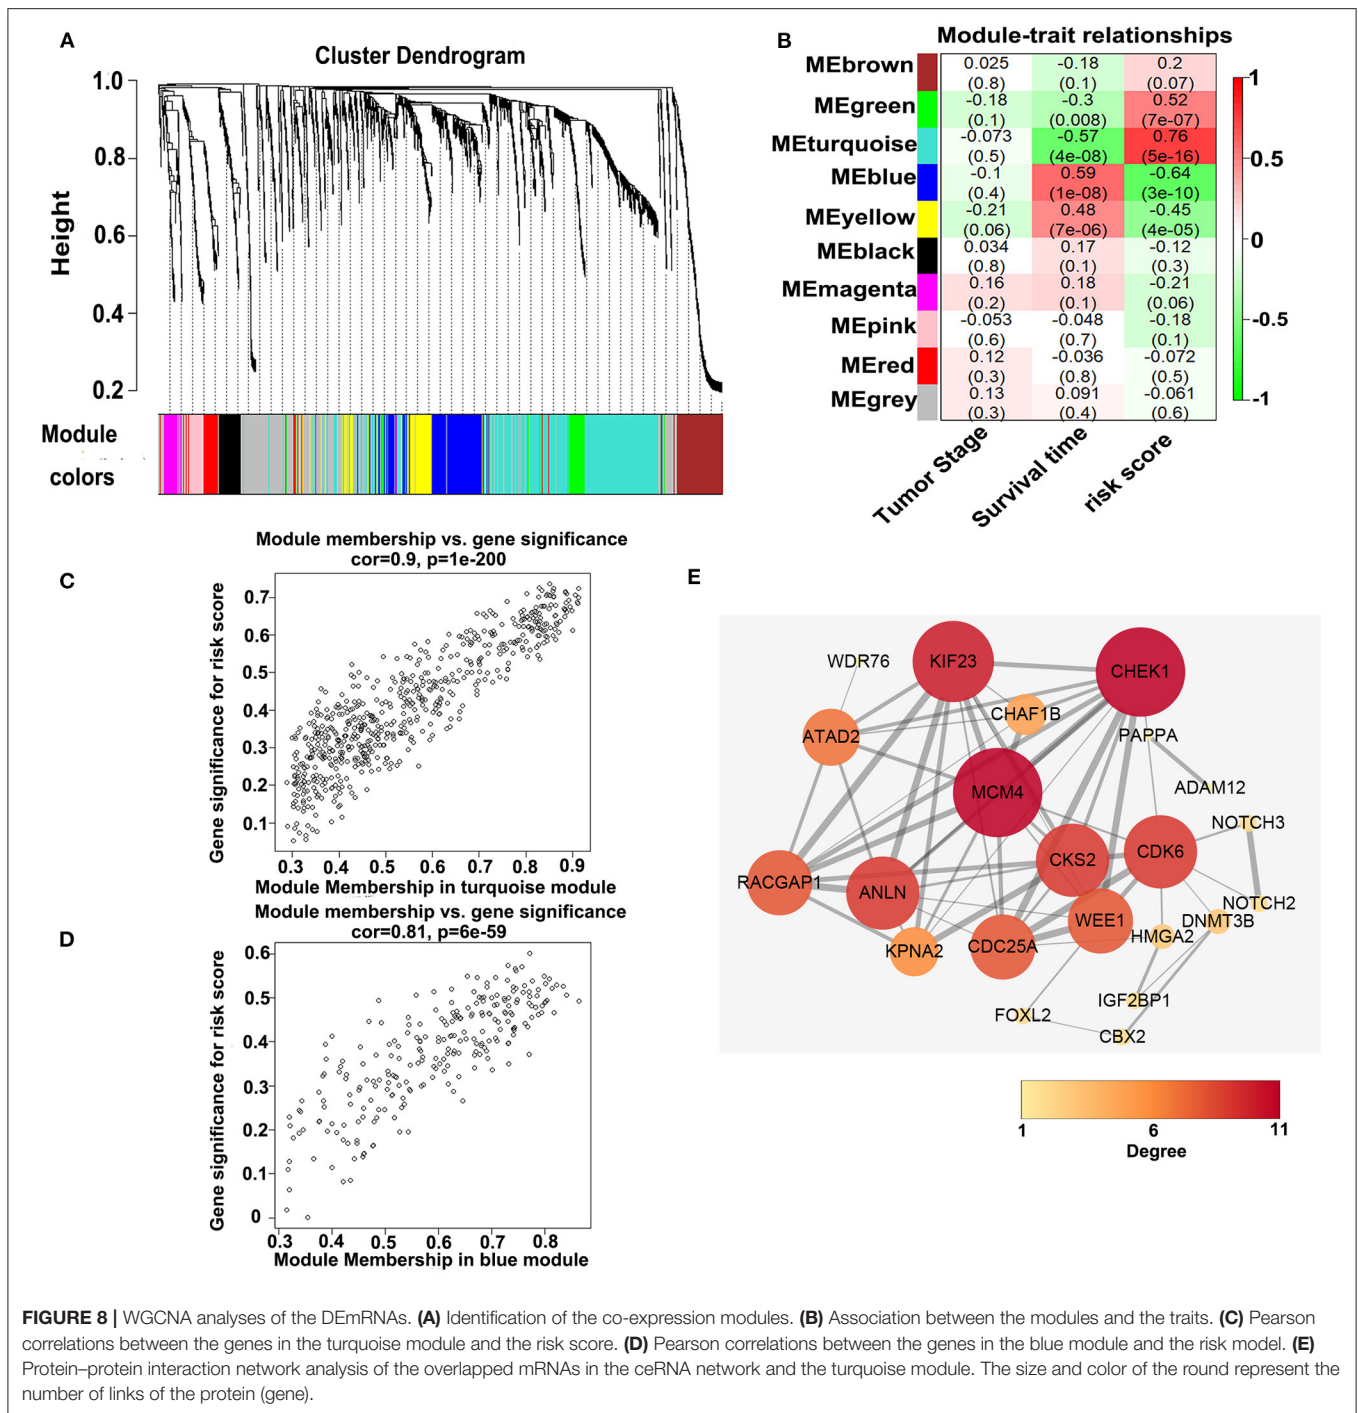 A
Cluster Dendrogram
Height
1.0
0.8
0.6
0.4
0.2
Module
colors
B
Module-trait relationships
MEbrown
0.025 -0.18 0.2
(0.8) (0.1) (0.07)
MEgreen
-0.18 -0.3 0.52
(0.1) (0.008) (7e-07)
MEturquoise
-0.073 -0.57 0.76
(0.5) (4e-08) (5e-16)
MEblue
-0.1 0.59 -0.64
(0.4) (1e-08) (3e-10)
MEyellow
-0.21 0.48 -0.45
(0.06) (7e-06) (4e-05)
MEblack
0.034 0.17 -0.12
(0.8) (0.1) (0.3)
MEmagenta
0.16 0.18 -0.21
(0.2) (0.1) (0.06)
MEpink
-0.053 -0.048 -0.18
(0.6) (0.7) (0.1)
MEred
0.12 -0.036 -0.072
(0.3) (0.8) (0.5)
MEgrey
0.13 0.091 -0.061
(0.3) (0.4) (0.6)
Tumor Stage
Survival time
risk score
1
0.5
0
-0.5
-1
C
Module membership vs. gene significance
cor=0.9, p=1e-200
Gene significance for risk score
0.7
0.6
0.5
0.4
0.3
0.2
0.1
0.3 0.4 0.5 0.6 0.7 0.8 0.9
Module Membership in turquoise module
D
Module membership vs. gene significance
cor=0.81, p=6e-59
Gene significance for risk score
0.6
0.5
0.4
0.3
0.2
0.1
0
0.3 0.4 0.5 0.6 0.7 0.8
Module Membership in blue module
E
WDR76
KIF23
CHEK1
ATAD2
CHAF1B
PAPPA
MCM4
ADAM12
NOTCH3
RACGAP1
ANLN
CKS2
CDK6
NOTCH2
KPNA2
CDC25A
WEE1
HMGA2
DNMT3B
IGF2BP1
FOXL2
CBX2
1 6 11
Degree
FIGURE 8 | WGCNA analyses of the DEmRNAs. (A) Identification of the co-expression modules. (B) Association between the modules and the traits. (C) Pearson
correlations between the genes in the turquoise module and the risk score. (D) Pearson correlations between the genes in the blue module and the risk model. (E)
Protein–protein interaction network analysis of the overlapped mRNAs in the ceRNA network and the turquoise module. The size and color of the round represent the
number of links of the protein (gene).